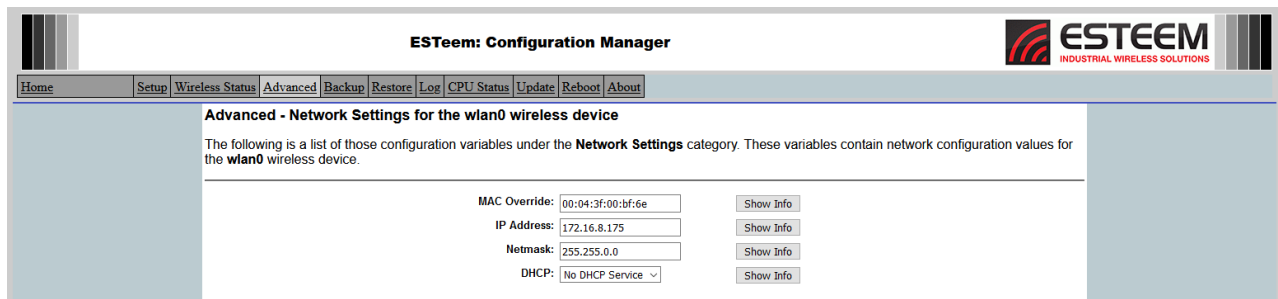 ESTeem: Configuration Manager
ESTEEM
INDUSTRIAL WIRELESS SOLUTIONS
Home Setup Wireless Status Advanced Backup Restore Log CPU Status Update Reboot About
Advanced - Network Settings for the wlan0 wireless device
The following is a list of those configuration variables under the Network Settings category. These variables contain network configuration values for
the wlan0 wireless device.
MAC Override: 00:04:3f:00:bf:6e Show Info
IP Address: 172.16.8.175 Show Info
Netmask: 255.255.0.0 Show Info
DHCP: No DHCP Service Show Info